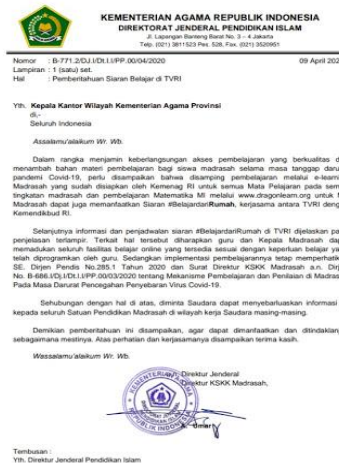 KEMENTERIAN AGAMA REPUBLIK INDONESIA
DIREKTORAT JENDERAL PENDIDIKAN ISLAM
Jl. Lapangan Banteng Barat No. 3 – 4 Jakarta
Telp. (021) 3811523 Pes. 528, Fax. (021) 3520951
Nomor : B-771.2/DJ.I/Dt.I.I/PP.00/04/2020 09 April 202
Lampiran : 1 (satu) set.
Hal : Pemberitahuan Siaran Belajar di TVRI
Yth. Kepala Kantor Wilayah Kementerian Agama Provinsi
di,-
Seluruh Indonesia
Assalamu'alaikum Wr. Wb.
Dalam rangka menjamin keberlangsungan akses pembelajaran yang berkualitas d
menambah bahan materi pembelajaran bagi siswa madrasah selama masa tanggap daru
pandemi Covid-19, perlu disampaikan bahwa disamping pembelajaran melalui e-learni
Madrasah yang sudah disiapkan oleh Kemenag RI untuk semua Mata Pelajaran pada sem
tingkatan madrasah dan pembelajaran Matematika MI melalui www.dragonlearn.org untuk
Madrasah dapat juga memanfaatkan Siaran #BelajardariRumah, kerjasama antara TVRI deng
Kemendikbud RI.
Selanjutnya informasi dan penjadwalan siaran #BelajardariRumah di TVRI dijelaskan pa
penjelasan terlampir. Terkait hal tersebut diharapkan guru dan Kepala Madrasah dap
memadukan seluruh fasilitas belajar online yang tersedia sesuai dengan keperluan belajar ya
telah diprogramkan oleh guru. Sedangkan implementasi pembelajarannya tetap memperhatik
SE. Dirjen Pendis No.285.1 Tahun 2020 dan Surat Direktur KSKK Madrasah a.n. Dirj
No. B-686.I/Dj.I/Dt.I.I/PP.00/03/2020 tentang Mekanisme Pembelajaran dan Penilaian di Madras
Pada Masa Darurat Pencegahan Penyebaran Virus Covid-19.
Sehubungan dengan hal di atas, diminta Saudara dapat menyebarluaskan informasi
kepada seluruh Satuan Pendidikan Madrasah di wilayah kerja Saudara masing-masing.
Demikian pemberitahuan ini disampaikan, agar dapat dimanfaatkan dan ditindaklanj
sebagaimana mestinya. Atas perhatian dan kerjasamanya disampaikan terima kasih.
Wassalamu'alaikum Wr. Wb.
Direktur Jenderal
Direktur KSKK Madrasah,
A. Umar
Tembusan :
Yth. Direktur Jenderal Pendidikan Islam